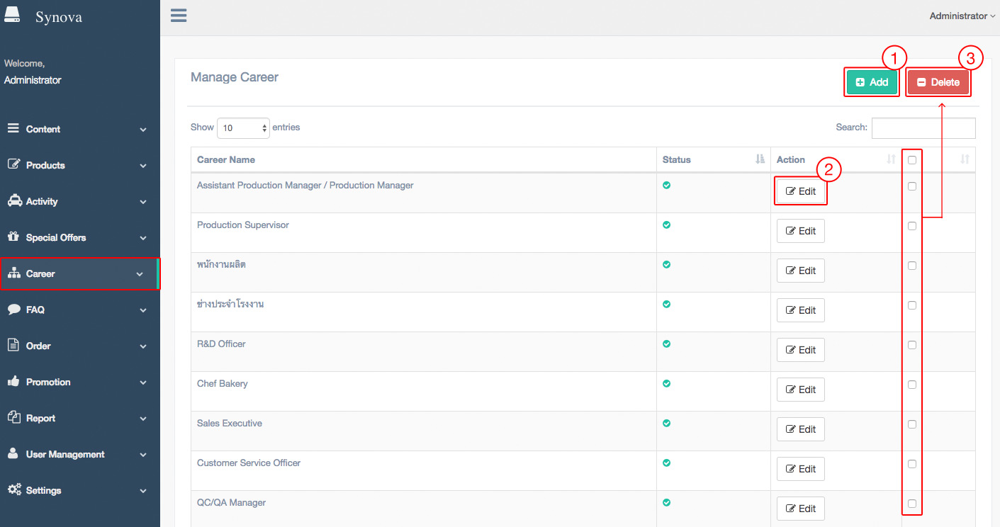 Synova
Administrator
Welcome,
Administrator
Content
Products
Activity
Special Offers
Career
FAQ
Order
Promotion
Report
User Management
Settings
1
3
Manage Career
Add
Delete
Show 10 entries
Search:
Career Name Status Action
2
Assistant Production Manager / Production Manager Edit
Production Supervisor Edit
พนักงานผลิต Edit
ช่างประจำโรงงาน Edit
R&D Officer Edit
Chef Bakery Edit
Sales Executive Edit
Customer Service Officer Edit
QC/QA Manager Edit